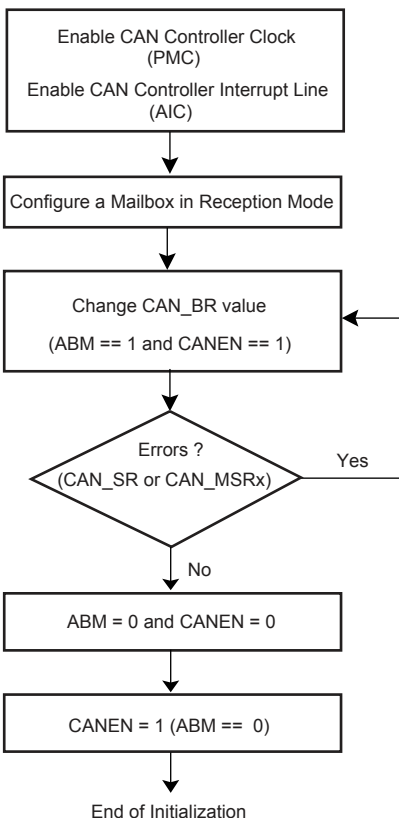 Enable CAN Controller Clock
(PMC)
Enable CAN Controller Interrupt Line
(AIC)
Configure a Mailbox in Reception Mode
Change CAN_BR value
(ABM == 1 and CANEN == 1)
Errors ?
(CAN_SR or CAN_MSRx)
Yes
No
ABM = 0 and CANEN = 0
CANEN = 1 (ABM == 0)
End of Initialization